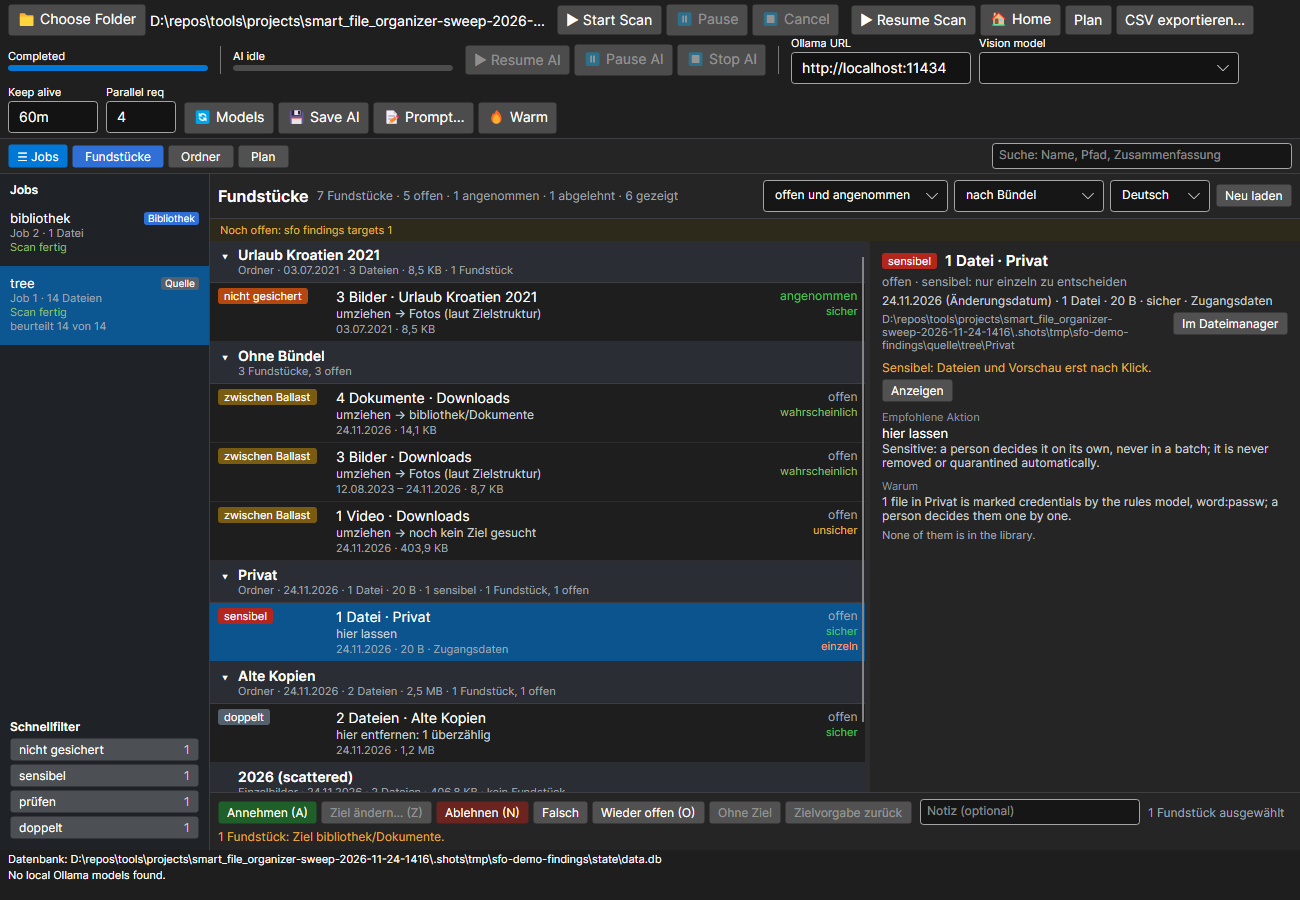 Choose Folder D:\repos\tools\projects\smart_file_organizer-sweep-2026-... Start Scan Pause Cancel Resume Scan Home Plan CSV exportieren...
Completed AI idle Resume AI Pause AI Stop AI Ollama URL Vision model
http://localhost:11434
Keep alive Parallel req
60m 4 Models Save AI Prompt... Warm
☰ Jobs Fundstücke Ordner Plan Suche: Name, Pfad, Zusammenfassung
Jobs
bibliothek Bibliothek
Job 2 · 1 Datei
Scan fertig
tree Quelle
Job 1 · 14 Dateien
Scan fertig
beurteilt 14 von 14
Schnellfilter
nicht gesichert 1
sensibel 1
prüfen 1
doppelt 1
Fundstücke 7 Fundstücke · 5 offen · 1 angenommen · 1 abgelehnt · 6 gezeigt offen und angenommen nach Bündel Deutsch Neu laden
Noch offen: sfo findings targets 1
Urlaub Kroatien 2021
Ordner · 03.07.2021 · 3 Dateien · 8,5 KB · 1 Fundstück
nicht gesichert 3 Bilder · Urlaub Kroatien 2021 angenommen
umziehen → Fotos (laut Zielstruktur) sicher
03.07.2021 · 8,5 KB
Ohne Bündel
3 Fundstücke, 3 offen
zwischen Ballast 4 Dokumente · Downloads offen
umziehen → bibliothek/Dokumente wahrscheinlich
24.11.2026 · 14,1 KB
zwischen Ballast 3 Bilder · Downloads offen
umziehen → Fotos (laut Zielstruktur) wahrscheinlich
12.08.2023 – 24.11.2026 · 8,7 KB
zwischen Ballast 1 Video · Downloads offen
umziehen → noch kein Ziel gesucht unsicher
24.11.2026 · 403,9 KB
Privat
Ordner · 24.11.2026 · 1 Datei · 20 B · 1 sensibel · 1 Fundstück, 1 offen
sensibel 1 Datei · Privat offen
hier lassen sicher
24.11.2026 · 20 B · Zugangsdaten einzeln
Alte Kopien
Ordner · 24.11.2026 · 2 Dateien · 2,5 MB · 1 Fundstück, 1 offen
doppelt 2 Dateien · Alte Kopien offen
hier entfernen: 1 überzählig sicher
24.11.2026 · 1,2 MB
2026 (scattered)
Einzelbilder · 24.11.2026 · 2 Dateien · 406,8 KB · kein Fundstück
sensibel 1 Datei · Privat
offen · sensibel: nur einzeln zu entscheiden
24.11.2026 (Änderungsdatum) · 1 Datei · 20 B · sicher · Zugangsdaten
D:\repos\tools\projects\smart_file_organizer-
sweep-2026-11-24-1416\.shots\tmp\sfo-demo-
findings\quelle\tree\Privat
Im Dateimanager
Sensibel: Dateien und Vorschau erst nach Klick.
Anzeigen
Empfohlene Aktion
hier lassen
Sensitive: a person decides it on its own, never in a batch; it is never
removed or quarantined automatically.
Warum
1 file in Privat is marked credentials by the rules model, word:passw; a
person decides them one by one.
None of them is in the library.
Annehmen (A) Ziel ändern... (Z) Ablehnen (N) Falsch Wieder offen (O) Ohne Ziel Zielvorgabe zurück Notiz (optional) 1 Fundstück ausgewählt
1 Fundstück: Ziel bibliothek/Dokumente.
Datenbank: D:\repos\tools\projects\smart_file_organizer-sweep-2026-11-24-1416\.shots\tmp\sfo-demo-findings\state\data.db
No local Ollama models found.